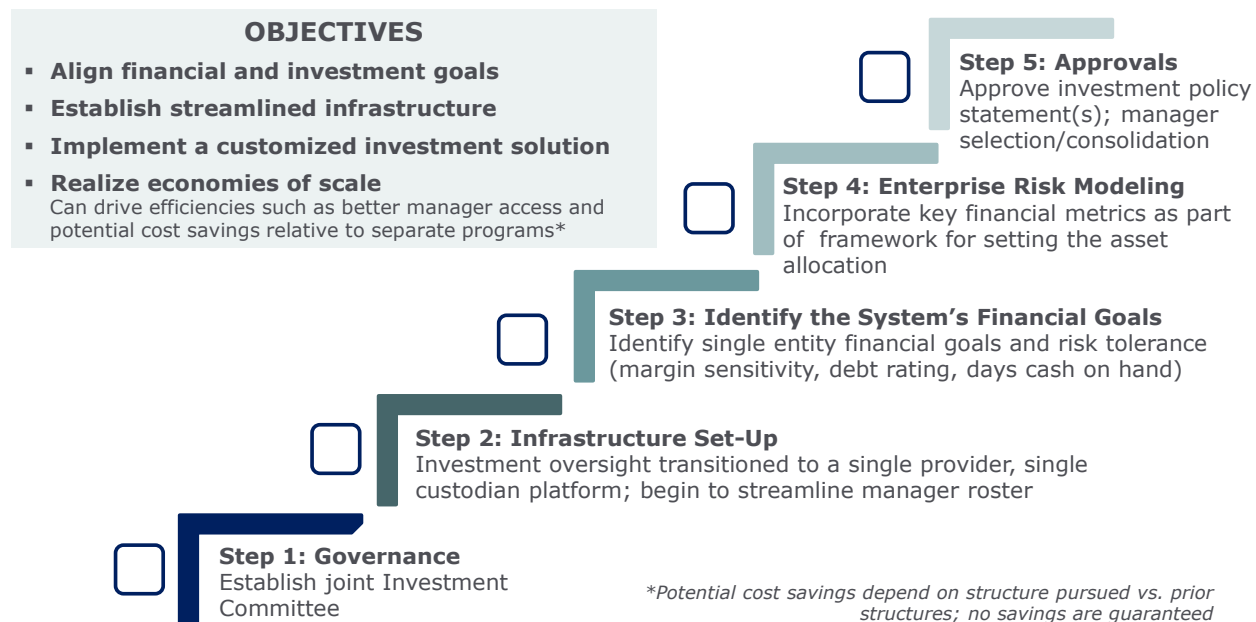 OBJECTIVES
▪ Align financial and investment goals
▪ Establish streamlined infrastructure
▪ Implement a customized investment solution
▪ Realize economies of scale
Can drive efficiencies such as better manager access and
potential cost savings relative to separate programs*
Step 5: Approvals
Approve investment policy
statement(s); manager
selection/consolidation
Step 4: Enterprise Risk Modeling
Incorporate key financial metrics as part
of framework for setting the asset
allocation
Step 3: Identify the System’s Financial Goals
Identify single entity financial goals and risk tolerance
(margin sensitivity, debt rating, days cash on hand)
Step 2: Infrastructure Set-Up
Investment oversight transitioned to a single provider, single
custodian platform; begin to streamline manager roster
Step 1: Governance
Establish joint Investment
Committee
*Potential cost savings depend on structure pursued vs. prior
structures; no savings are guaranteed